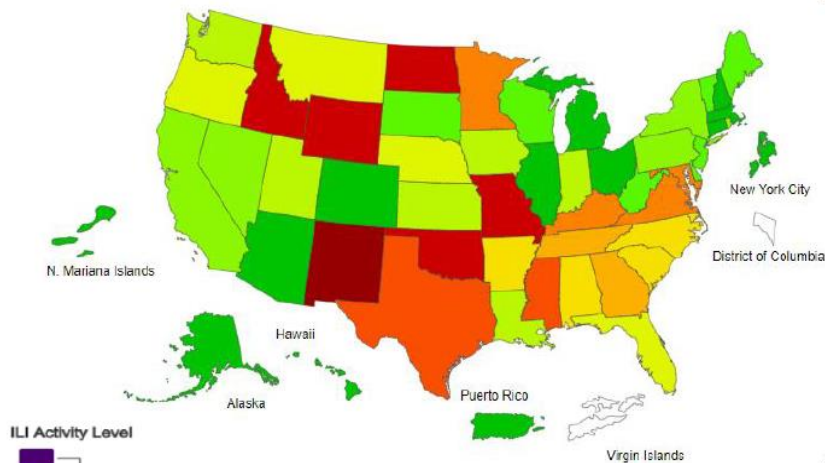 New York City
District of Columbia
N. Mariana Islands
Hawaii
Alaska
Puerto Rico
ILI Activity Level
Virgin Islands